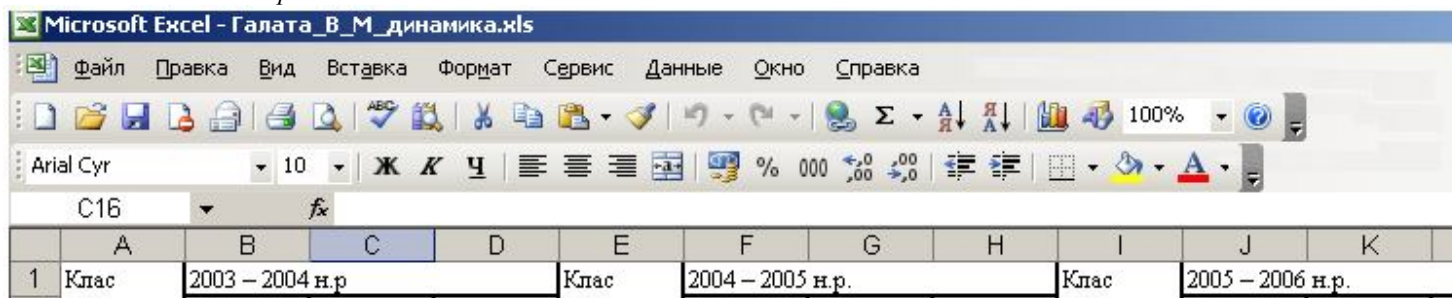 Microsoft Excel - Галата_В_М_динамика.xls
Файл Правка Вид Вставка Формат Сервис Данные Окно Справка
100%
Arial Cyr 10 Ж К Ч % 000
C16 fx
A B C D E F G H I J K
1 Клас 2003 – 2004 н.р Клас 2004 – 2005 н.р. Клас 2005 – 2006 н.р.